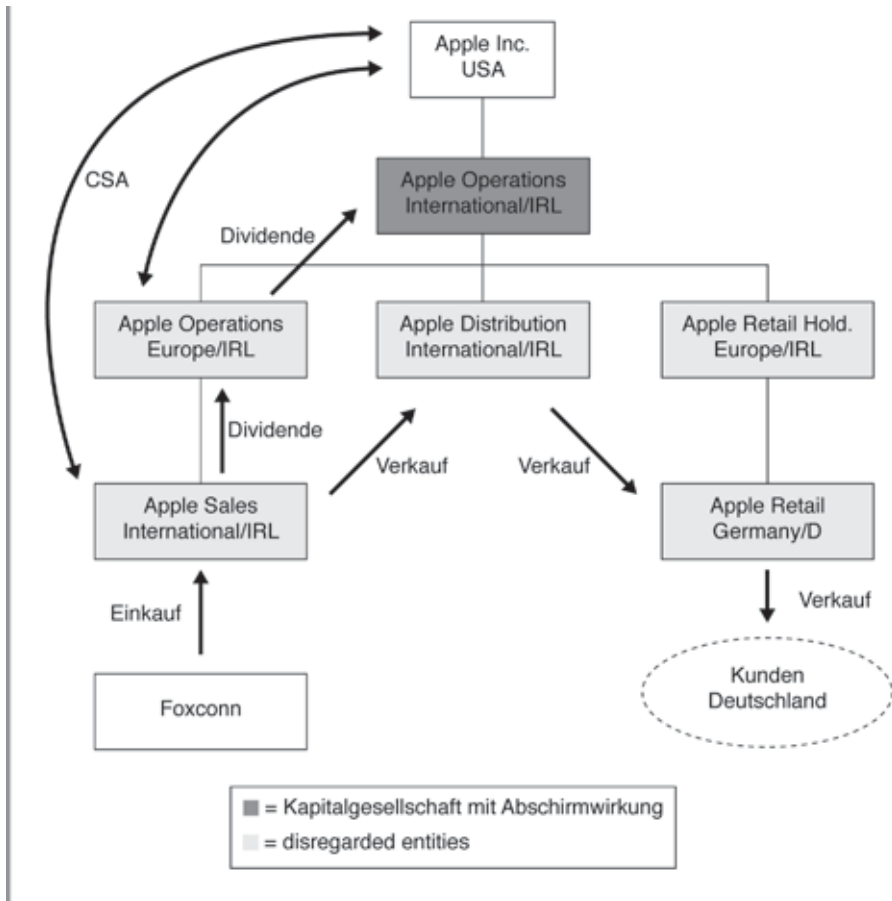 Apple Inc.
USA
CSA
Apple Operations
International/IRL
Dividende
Apple Operations
Europe/IRL
Apple Distribution
International/IRL
Apple Retail Hold.
Europe/IRL
Dividende
Verkauf
Verkauf
Apple Sales
International/IRL
Apple Retail
Germany/D
Einkauf
Verkauf
Foxconn
Kunden
Deutschland
= Kapitalgesellschaft mit Abschirmwirkung
= disregarded entities